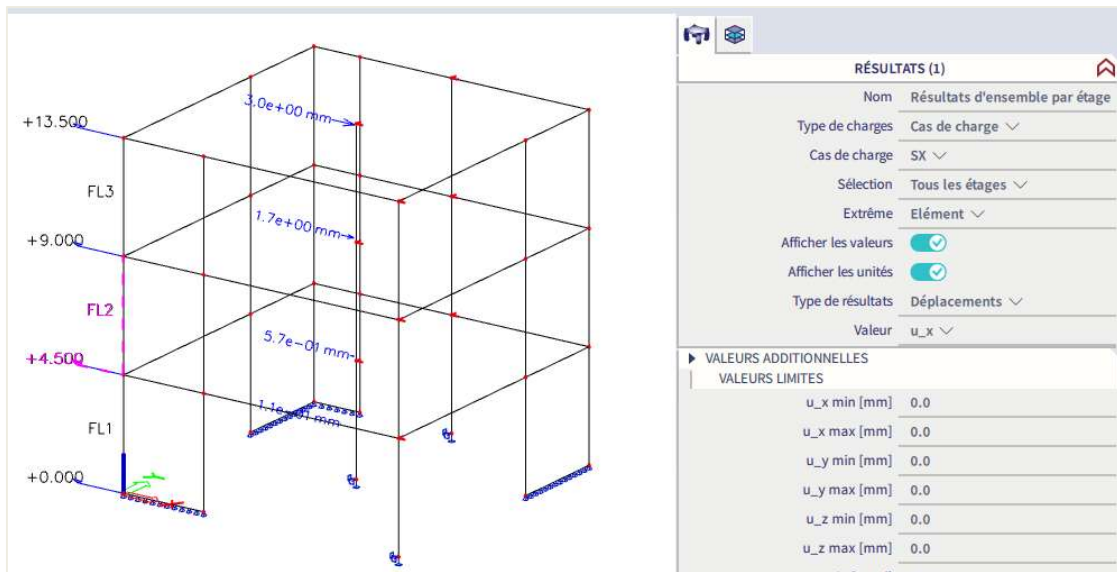 +13.500
FL3
+9.000
FL2
+4.500
FL1
+0.000
3.0e+00 mm
1.7e+00 mm
5.7e-01 mm
1.1e-01 mm
Y
X
RÉSULTATS (1)
Nom Résultats d'ensemble par étage
Type de charges Cas de charge
Cas de charge SX
Sélection Tous les étages
Extrême Elément
Afficher les valeurs
Afficher les unités
Type de résultats Déplacements
Valeur u_x
VALEURS ADDITIONNELLES
VALEURS LIMITES
u_x min [mm] 0.0
u_x max [mm] 0.0
u_y min [mm] 0.0
u_y max [mm] 0.0
u_z min [mm] 0.0
u_z max [mm] 0.0